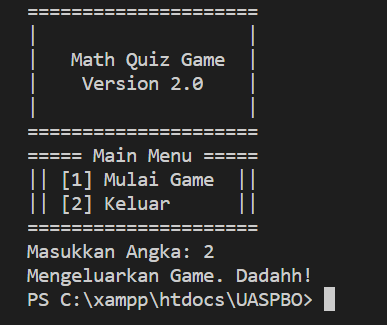 =====================
|                   |
|   Math Quiz Game  |
|    Version 2.0    |
|                   |
=====================
===== Main Menu =====
|| [1] Mulai Game  ||
|| [2] Keluar      ||
=====================
Masukkan Angka: 2
Mengeluarkan Game. Dadahh!
PS C:\xampp\htdocs\UASPBO>